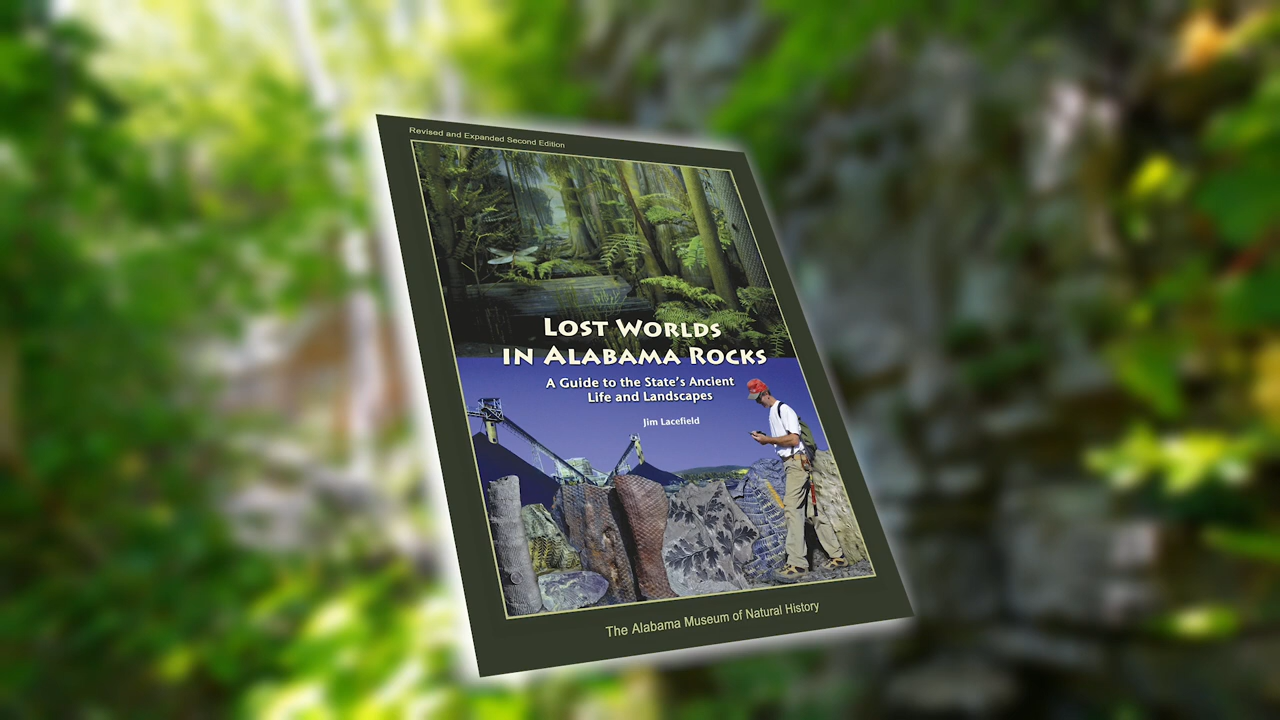 Revised and Expanded Second Edition
Lost Worlds
in Alabama Rocks
A Guide to the State's Ancient
Life and Landscapes
Jim Lacefield
The Alabama Museum of Natural History